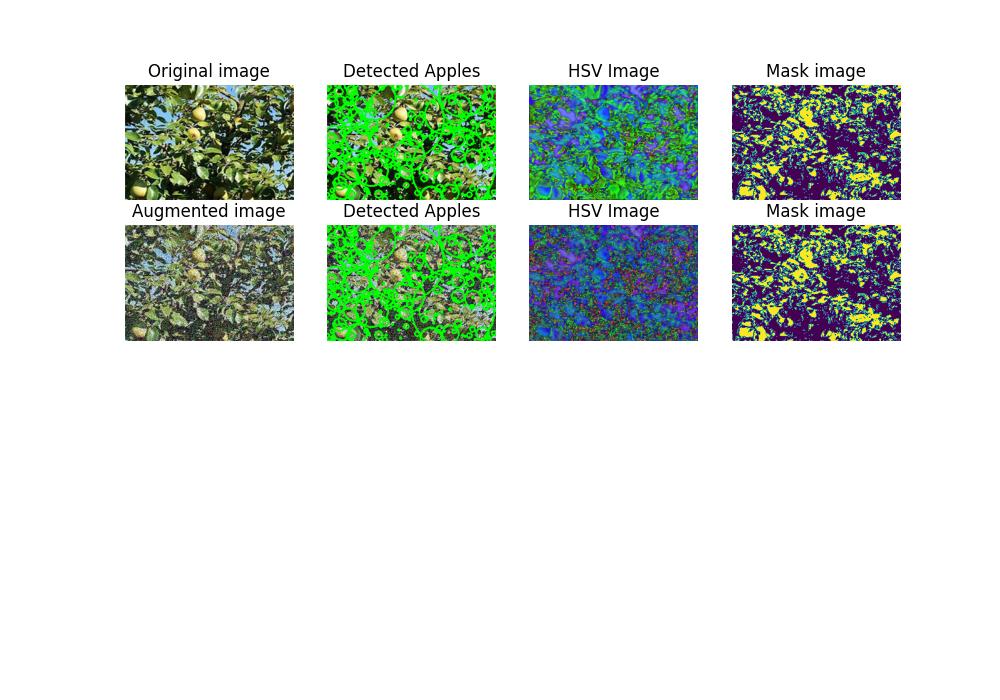 Original image
Detected Apples
HSV Image
Mask image
Augmented image
Detected Apples
HSV Image
Mask image